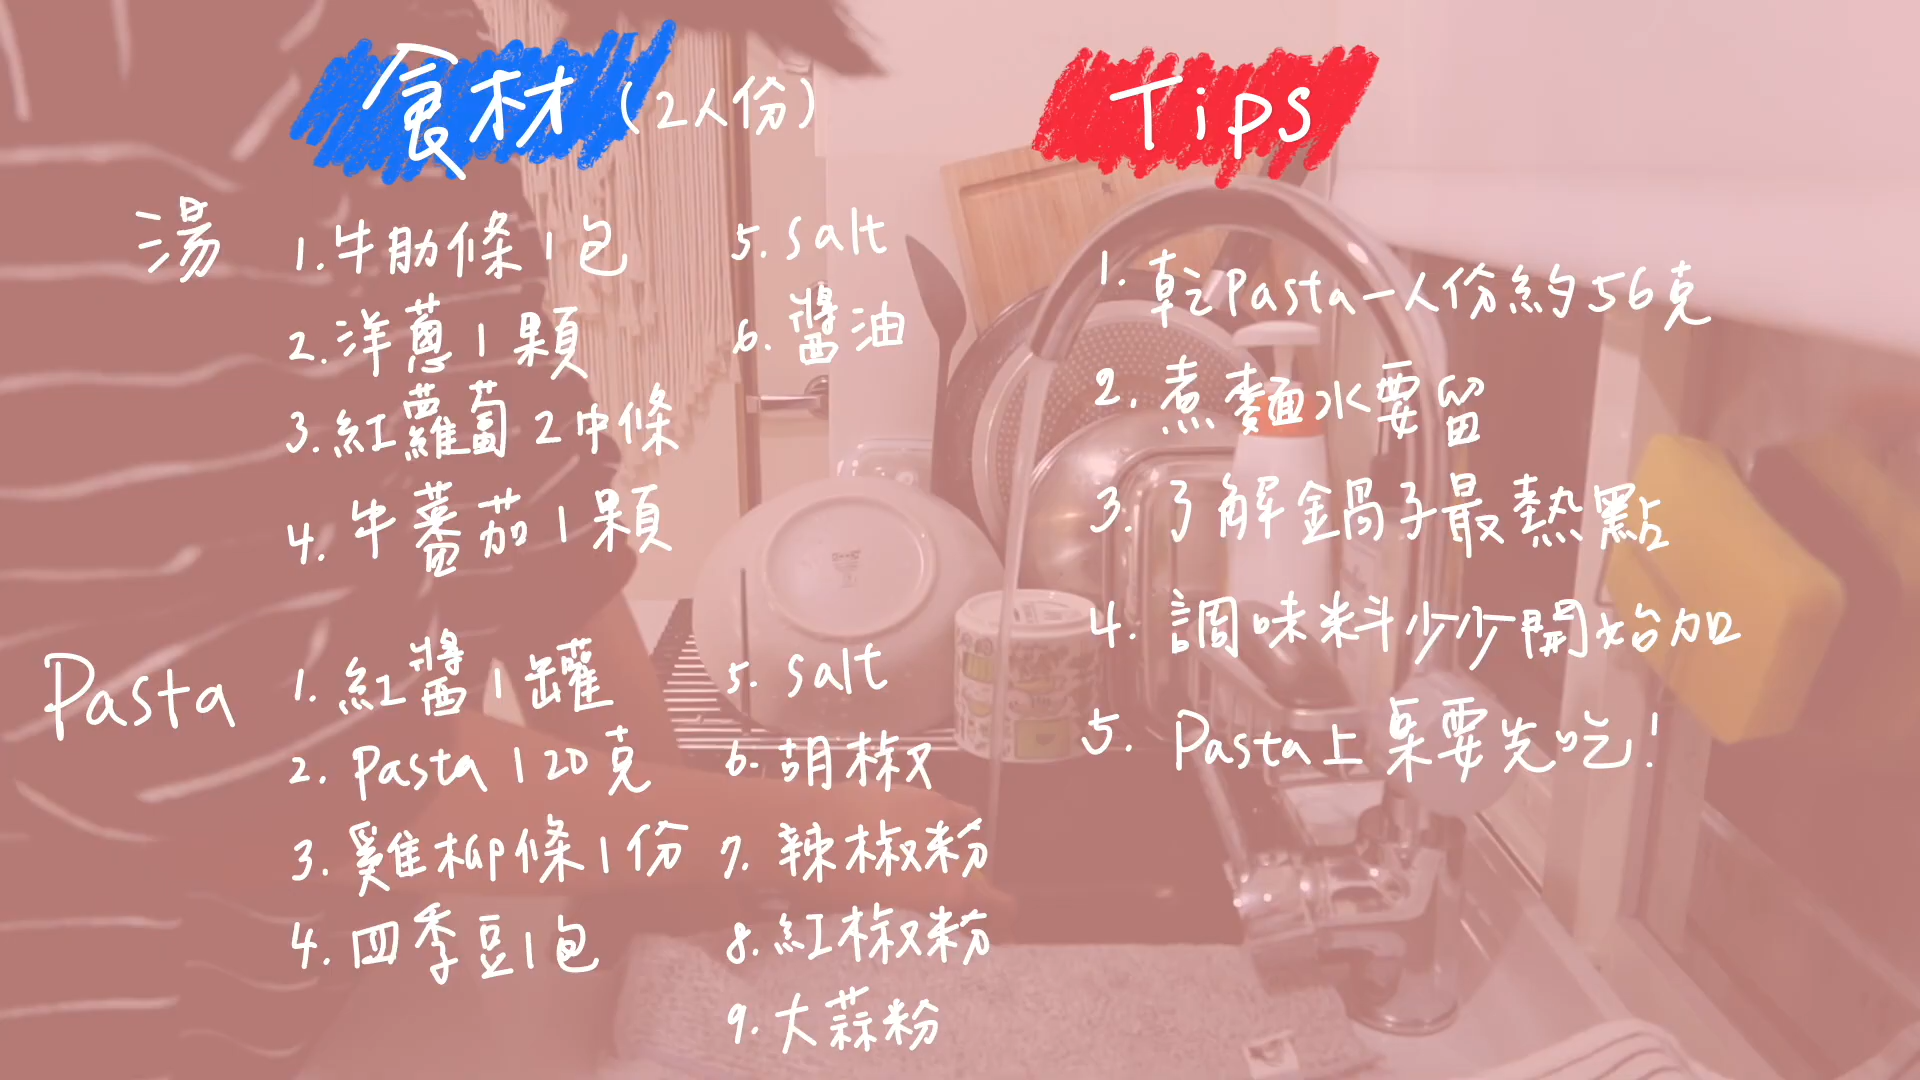 食材(2人份)
湯
1.牛肋條1包
2.洋蔥1顆
3.紅蘿蔔2中條
4.牛蕃茄1顆
5.salt
6.醬油
Pasta
1.紅醬1罐
2.Pasta 120克
3.雞柳條1份
4.四季豆1包
5.salt
6.胡椒
7.辣椒粉
8.紅椒粉
9.大蒜粉
Tips
1.乾Pasta一人份約56克
2.煮麵水要留
3.了解鍋子最熱點
4.調味料少少開始加
5.Pasta上桌要先吃!